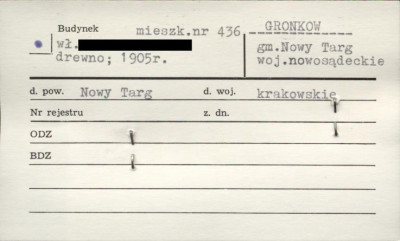 Budynek mieszk.nr 436
wł.
drewno; 1905r.
GRONKOW
gm.Nowy Targ
woj.nowosądeckie
d. pow. Nowy Targ d. woj. krakowskie
Nr rejestru z. dn.
ODZ
BDZ